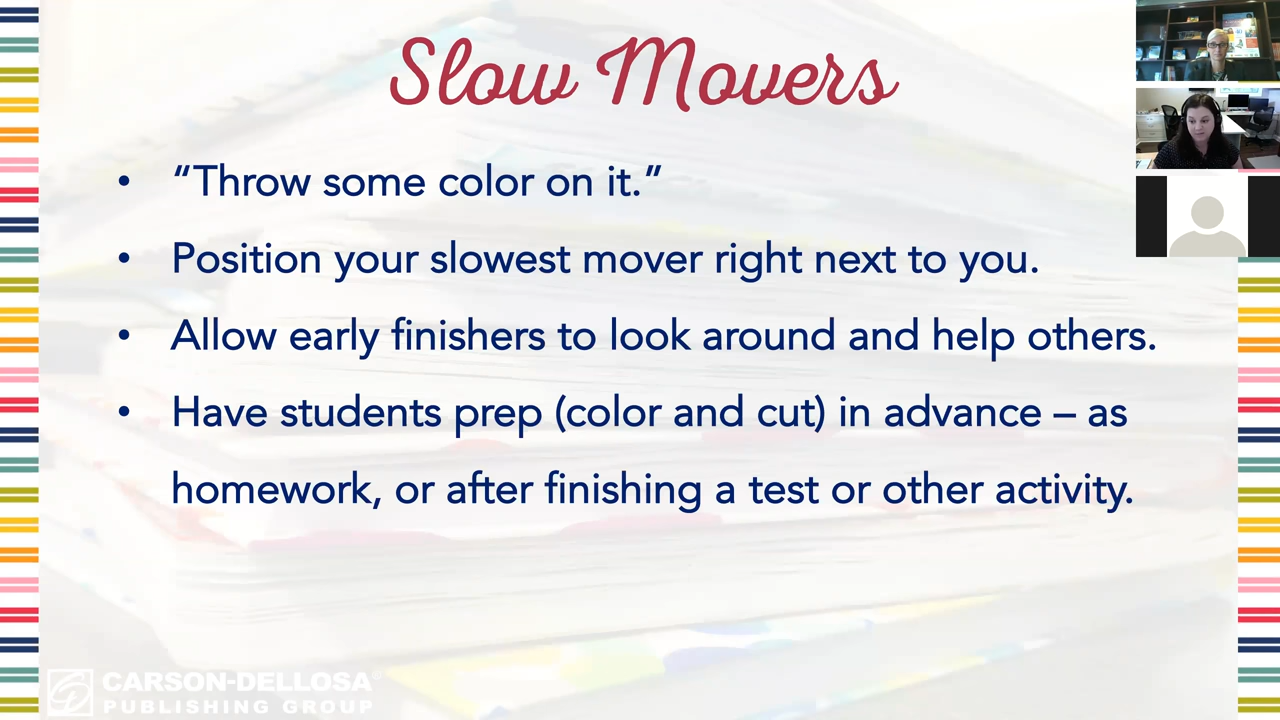 Slow Movers
• “Throw some color on it.”
• Position your slowest mover right next to you.
• Allow early finishers to look around and help others.
• Have students prep (color and cut) in advance – as
homework, or after finishing a test or other activity.
CARSON-DELLOSA
PUBLISHING GROUP